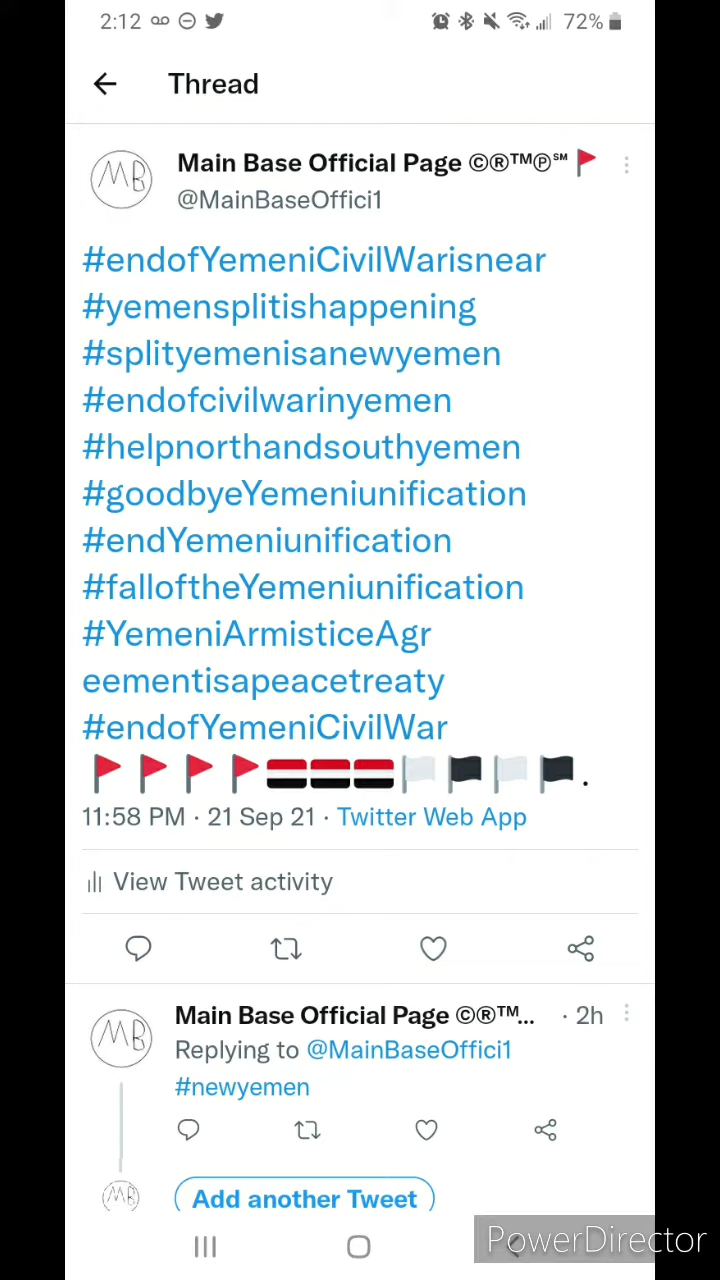 2:12
72%
Thread
Main Base Official Page ©®™℗℠
@MainBaseOffici1
#endofYemeniCivilWarisnear
#yemensplitishappening
#splityemenisanewyemen
#endofcivilwarinyemen
#helpnorthandsouthyemen
#goodbyeYemeniunification
#endYemeniunification
#falloftheYemeniunification
#YemeniArmisticeAgr
eementisapeacetreaty
#endofYemeniCivilWar
.
11:58 PM · 21 Sep 21 · Twitter Web App
View Tweet activity
MB
Main Base Official Page ©®™... · 2h
Replying to @MainBaseOffici1
#newyemen
MB
Add another Tweet
PowerDirector